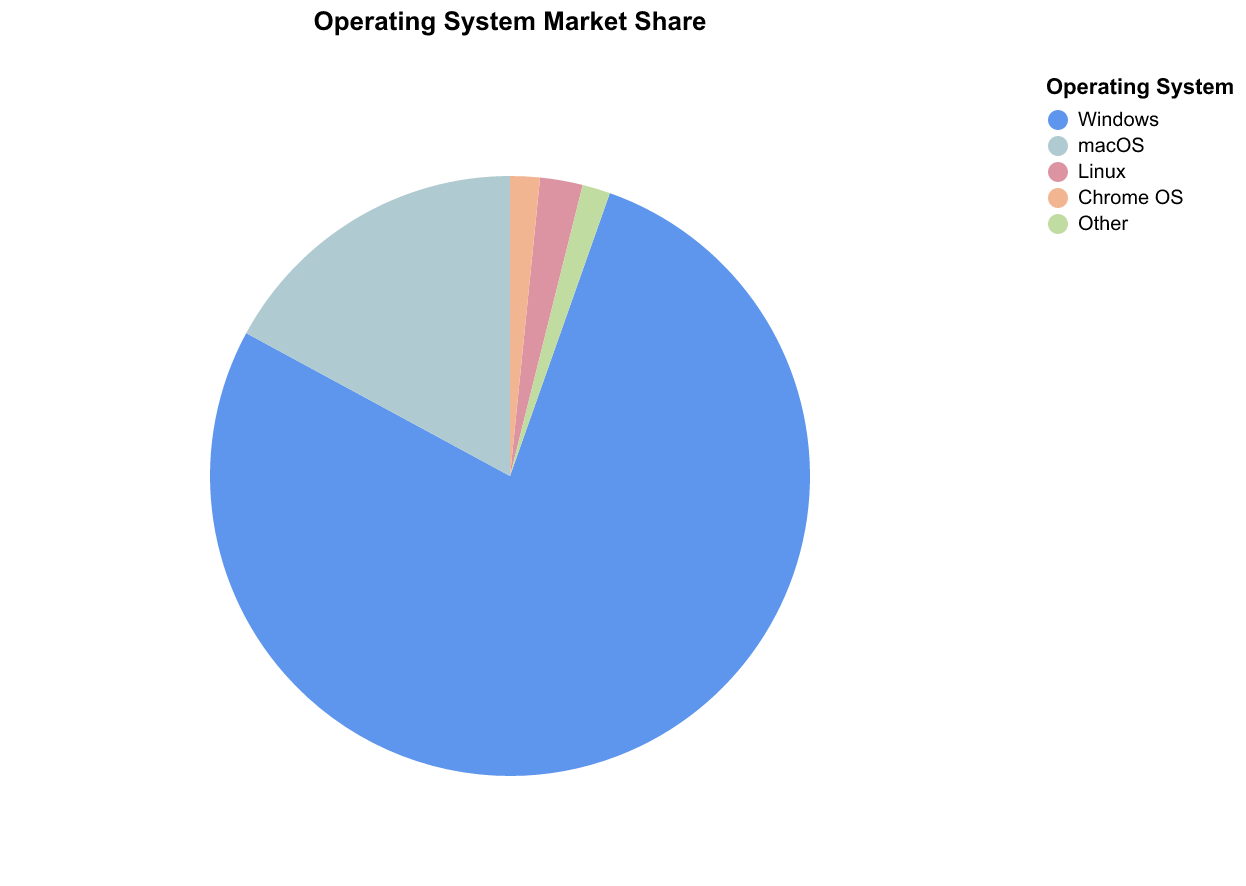 Operating System Market Share
Operating System
Windows
macOS
Linux
Chrome OS
Other